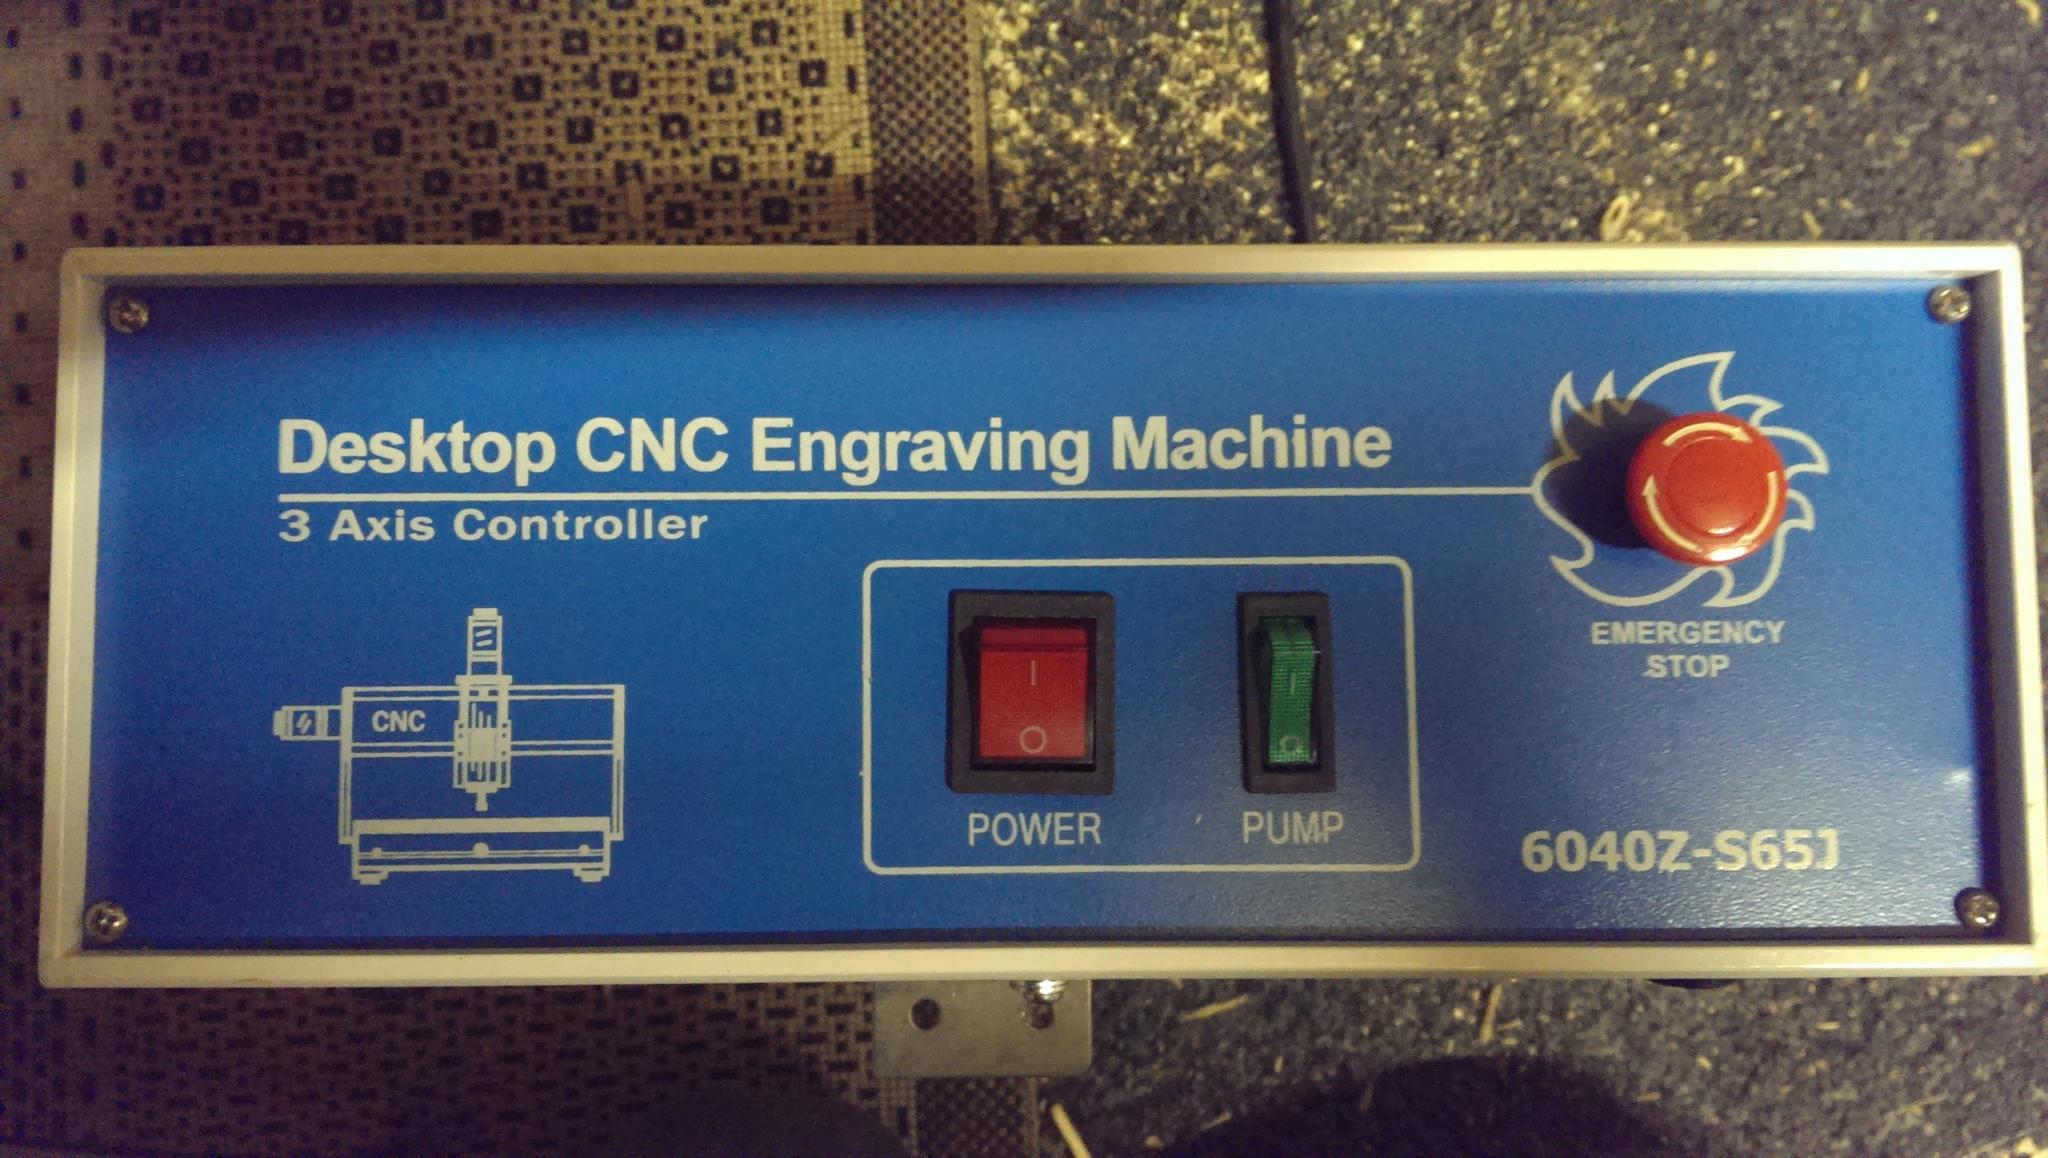 Desktop CNC Engraving Machine
3 Axis Controller
CNC
POWER
PUMP
EMERGENCY
STOP
6040Z-S65J